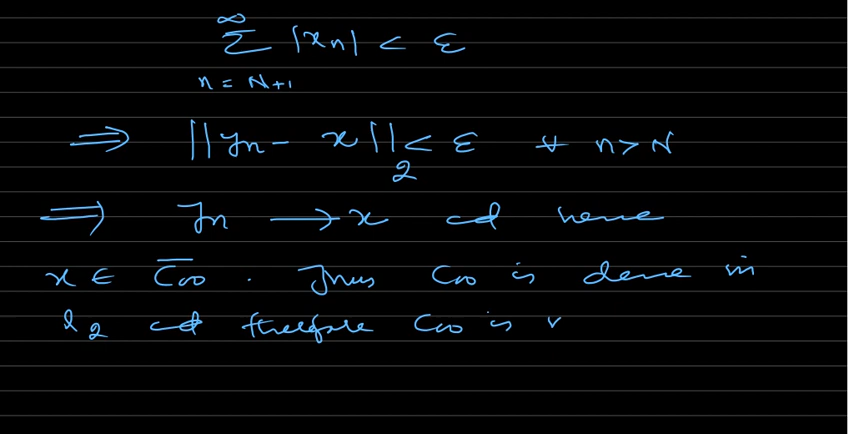 ∞
Σ |xn| < ε
n = N+1
⟹ ||yn - x||₂ < ε ∀ n > N
⟹ yn ⟶ x and hence
x ∈ C̅₀₀ . Thus C₀₀ is dense in
l₂ and therefore C₀₀ is